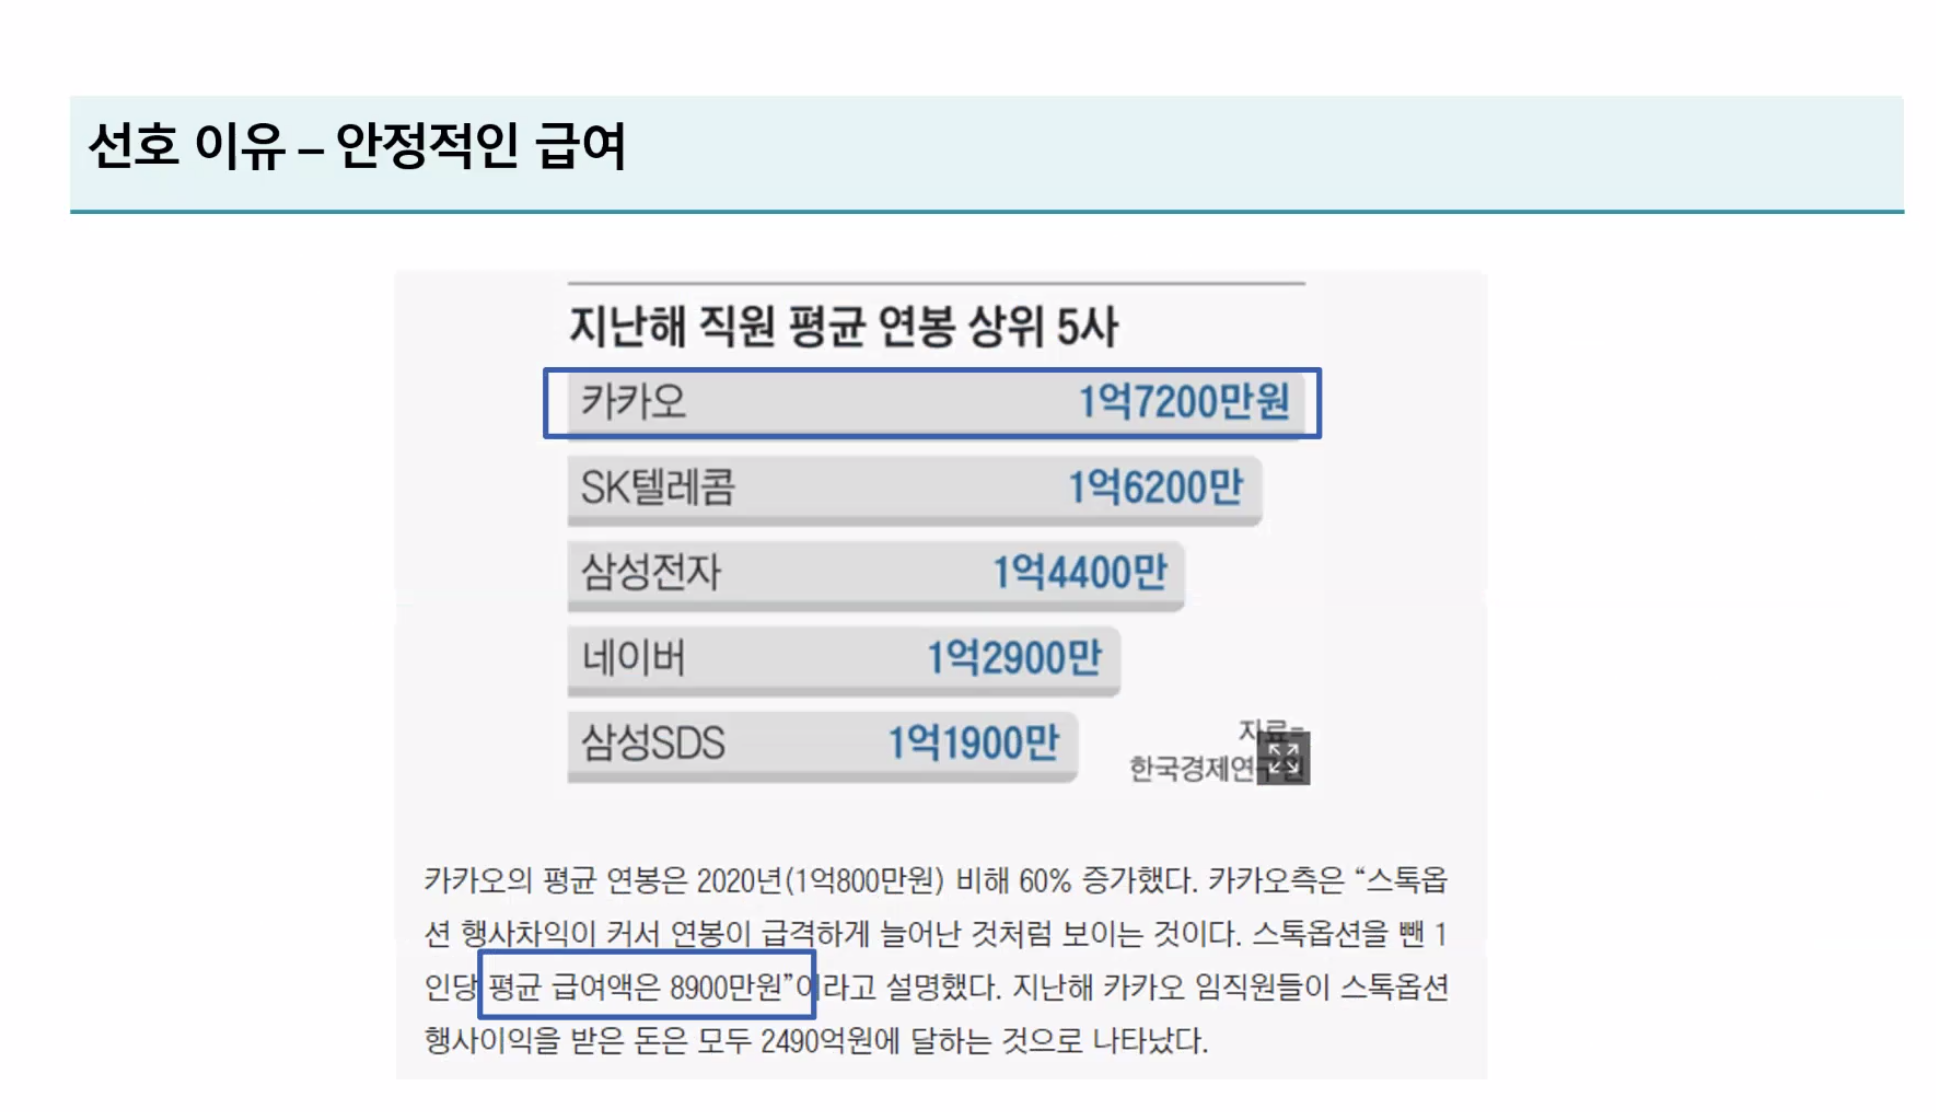 선호 이유 – 안정적인 급여
지난해 직원 평균 연봉 상위 5사
카카오 1억7200만원
SK텔레콤 1억6200만
삼성전자 1억4400만
네이버 1억2900만
삼성SDS 1억1900만
자료=
한국경제연구원
카카오의 평균 연봉은 2020년(1억800만원) 비해 60% 증가했다. 카카오측은 “스톡옵
션 행사차익이 커서 연봉이 급격하게 늘어난 것처럼 보이는 것이다. 스톡옵션을 뺀 1
인당 평균 급여액은 8900만원”이라고 설명했다. 지난해 카카오 임직원들이 스톡옵션
행사이익을 받은 돈은 모두 2490억원에 달하는 것으로 나타났다.